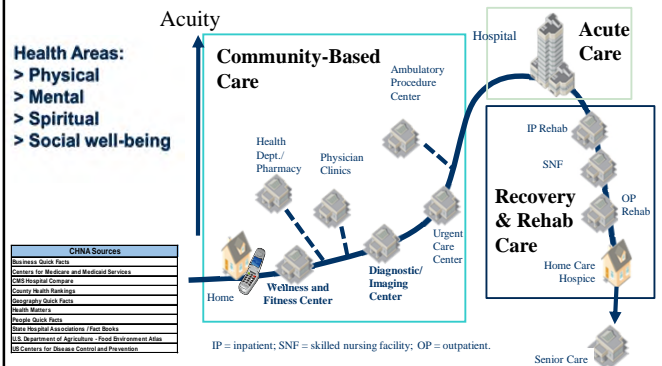 Acuity
Health Areas:
> Physical
> Mental
> Spiritual
> Social well-being
Community-Based
Care
Ambulatory
Procedure
Center
Health
Dept./
Pharmacy
Physician
Clinics
Urgent
Care
Center
Diagnostic/
Imaging
Center
Wellness and
Fitness Center
Home
Hospital
Acute
Care
IP Rehab
SNF
OP
Rehab
Recovery
& Rehab
Care
Home Care
Hospice
Senior Care
CHNA Sources
Business Quick Facts
Centers for Medicare and Medicaid Services
CMS Hospital Compare
County Health Rankings
Geography Quick Facts
Health Matters
People Quick Facts
State Hospital Associations / Fact Books
U.S. Department of Agriculture - Food Environment Atlas
US Centers for Disease Control and Prevention
IP = inpatient; SNF = skilled nursing facility; OP = outpatient.